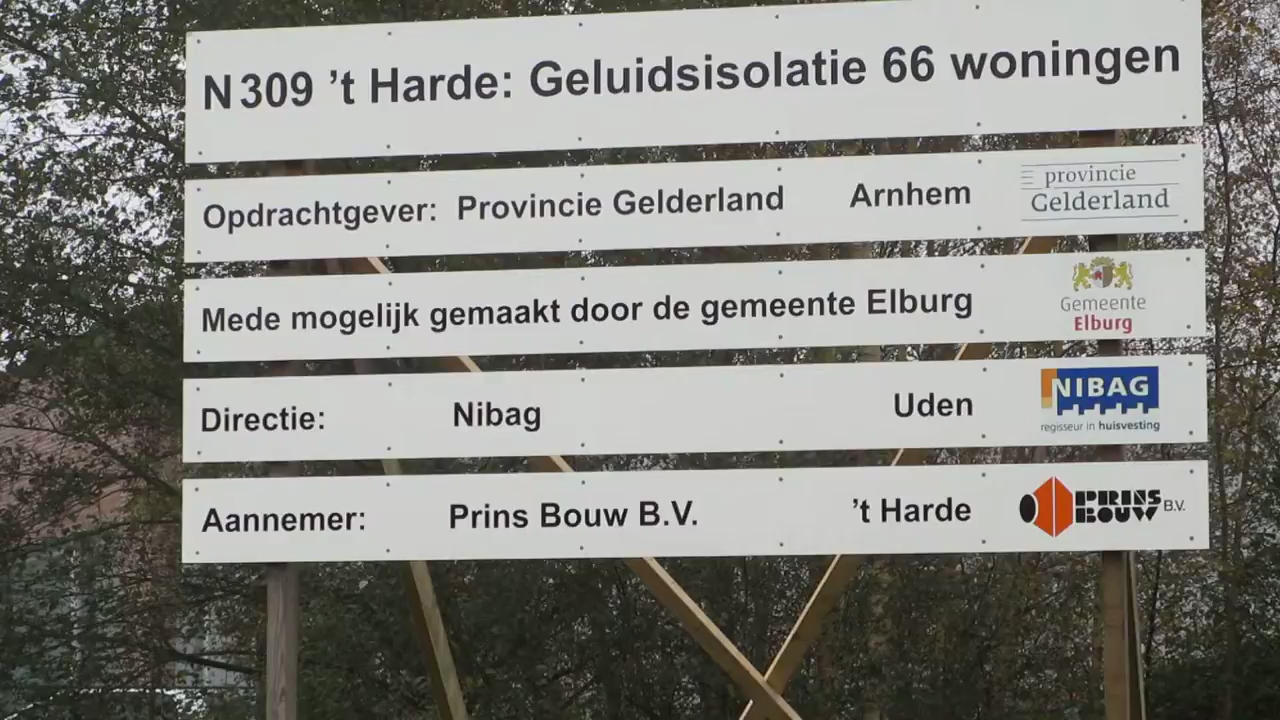 N309 't Harde: Geluidsisolatie 66 woningen
Opdrachtgever: Provincie Gelderland Arnhem
provincie
Gelderland
Mede mogelijk gemaakt door de gemeente Elburg
Gemeente
Elburg
Directie: Nibag Uden
NIBAG
regisseur in huisvesting
Aannemer: Prins Bouw B.V. 't Harde
PRINS
BOUW B.V.